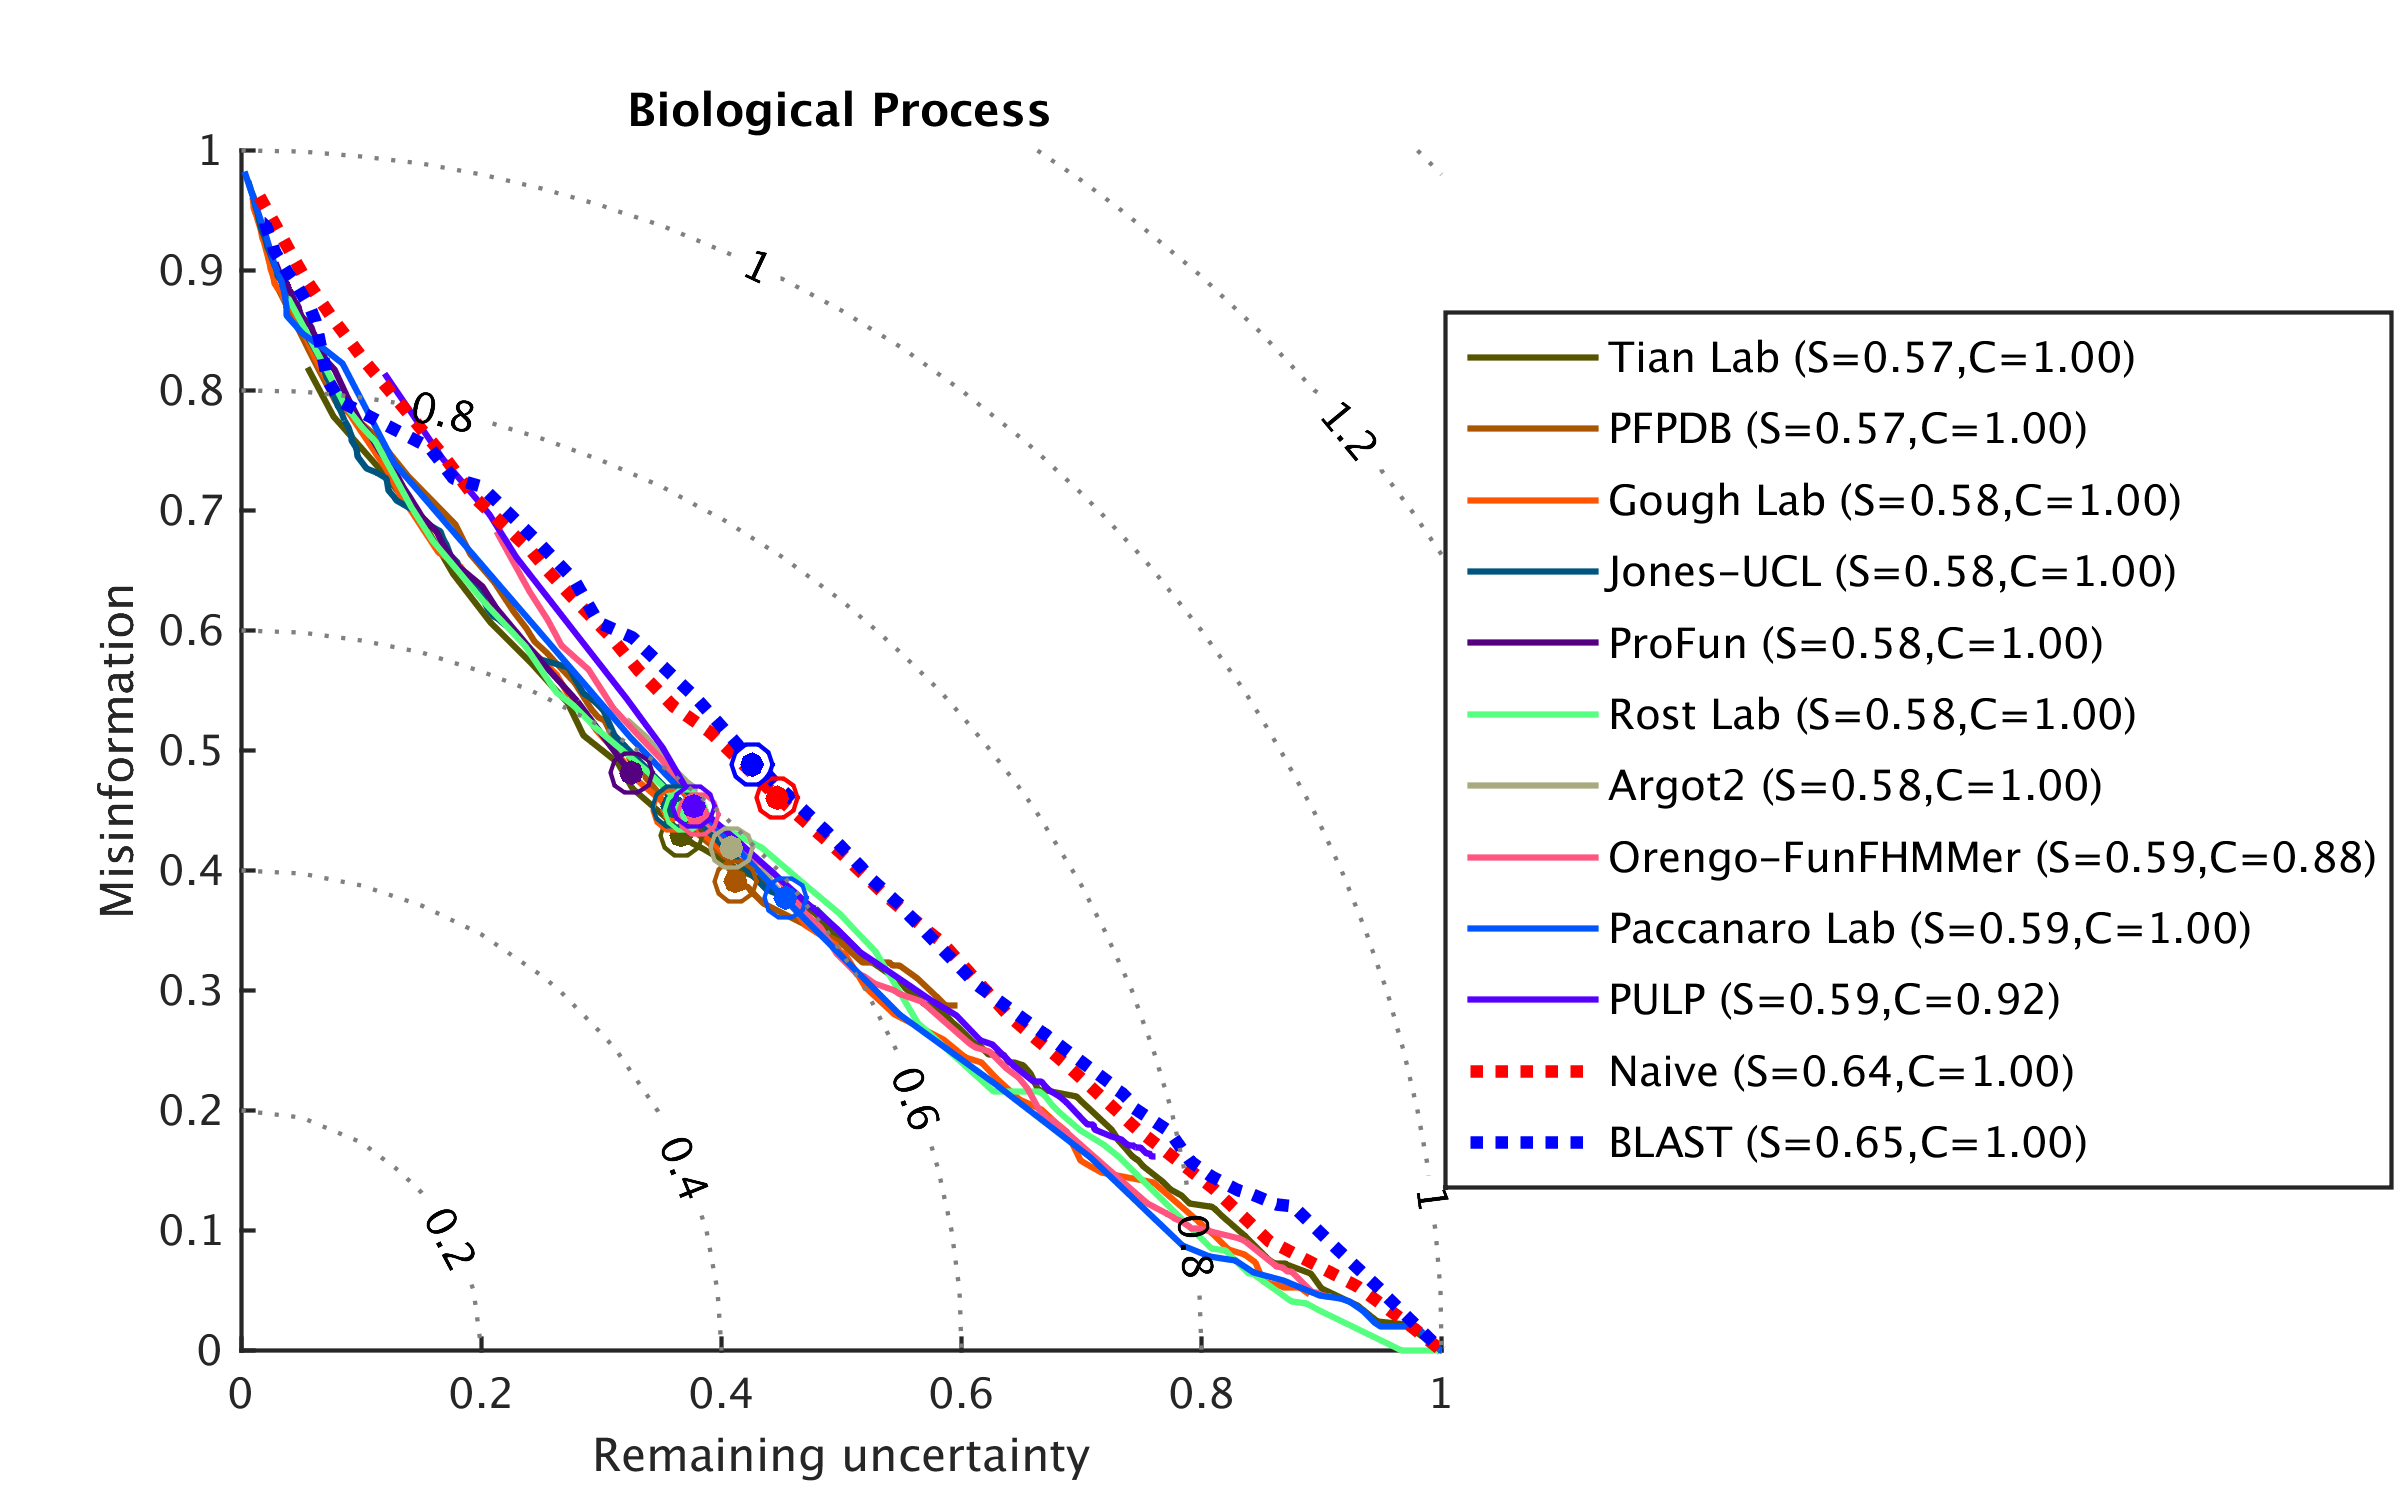 Biological Process
Misinformation
1
0.9
0.8
0.7
0.6
0.5
0.4
0.3
0.2
0.1
0
0
0.2
0.4
0.6
0.8
1
Remaining uncertainty
1
0.8
1.2
0.6
0.4
0.2
0.8
1
Tian Lab (S=0.57,C=1.00)
PFPDB (S=0.57,C=1.00)
Gough Lab (S=0.58,C=1.00)
Jones-UCL (S=0.58,C=1.00)
ProFun (S=0.58,C=1.00)
Rost Lab (S=0.58,C=1.00)
Argot2 (S=0.58,C=1.00)
Orengo-FunFHMMer (S=0.59,C=0.88)
Paccanaro Lab (S=0.59,C=1.00)
PULP (S=0.59,C=0.92)
Naive (S=0.64,C=1.00)
BLAST (S=0.65,C=1.00)